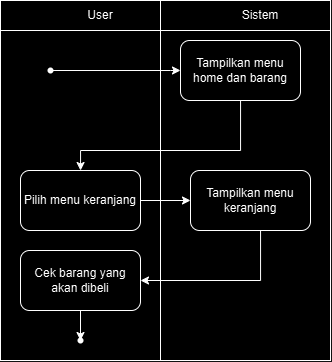 User
Sistem
Tampilkan menu
home dan barang
Pilih menu keranjang
Tampilkan menu
keranjang
Cek barang yang
akan dibeli